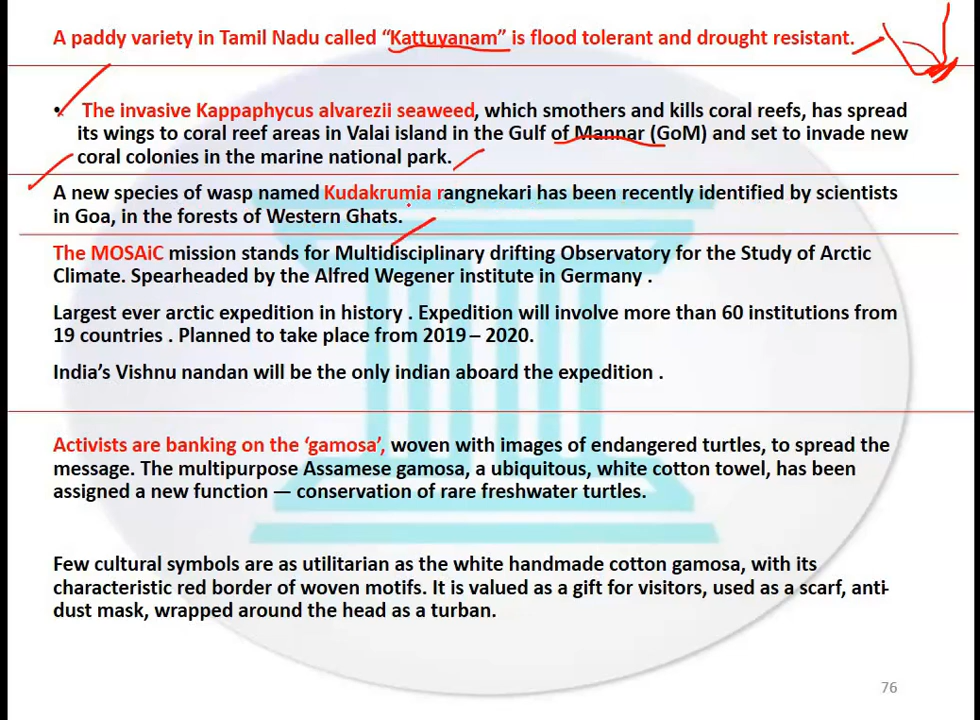 A paddy variety in Tamil Nadu called “Kattuyanam” is flood tolerant and drought resistant.
• The invasive Kappaphycus alvarezii seaweed, which smothers and kills coral reefs, has spread
its wings to coral reef areas in Valai island in the Gulf of Mannar (GoM) and set to invade new
coral colonies in the marine national park.
A new species of wasp named Kudakrumia rangnekari has been recently identified by scientists
in Goa, in the forests of Western Ghats.
The MOSAiC mission stands for Multidisciplinary drifting Observatory for the Study of Arctic
Climate. Spearheaded by the Alfred Wegener institute in Germany .
Largest ever arctic expedition in history . Expedition will involve more than 60 institutions from
19 countries . Planned to take place from 2019 – 2020.
India’s Vishnu nandan will be the only indian aboard the expedition .
Activists are banking on the ‘gamosa’, woven with images of endangered turtles, to spread the
message. The multipurpose Assamese gamosa, a ubiquitous, white cotton towel, has been
assigned a new function — conservation of rare freshwater turtles.
Few cultural symbols are as utilitarian as the white handmade cotton gamosa, with its
characteristic red border of woven motifs. It is valued as a gift for visitors, used as a scarf, anti-
dust mask, wrapped around the head as a turban.
76